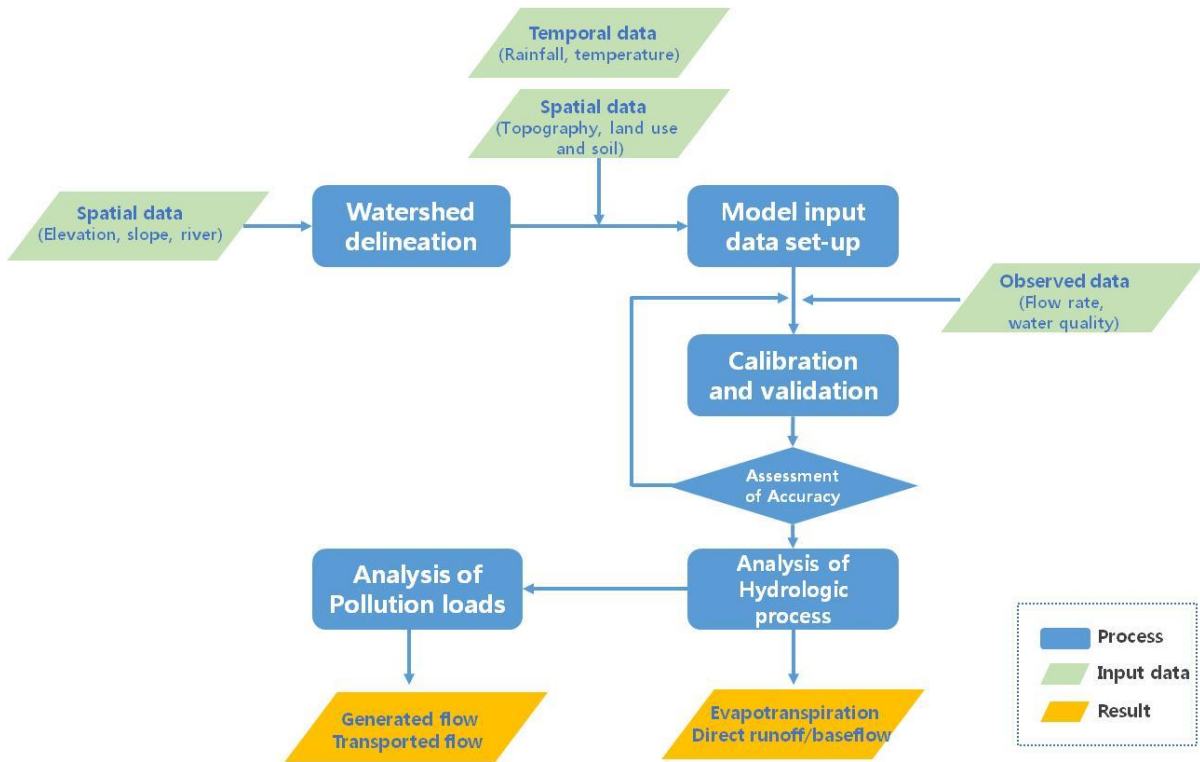 Temporal data
(Rainfall, temperature)
Spatial data
(Topography, land use
and soil)
Spatial data
(Elevation, slope, river)
Watershed
delineation
Model input
data set-up
Observed data
(Flow rate,
water quality)
Calibration
and validation
Assessment
of Accuracy
Analysis of
Pollution loads
Analysis of
Hydrologic
process
Generated flow
Transported flow
Evapotranspiration
Direct runoff/baseflow
Process
Input data
Result